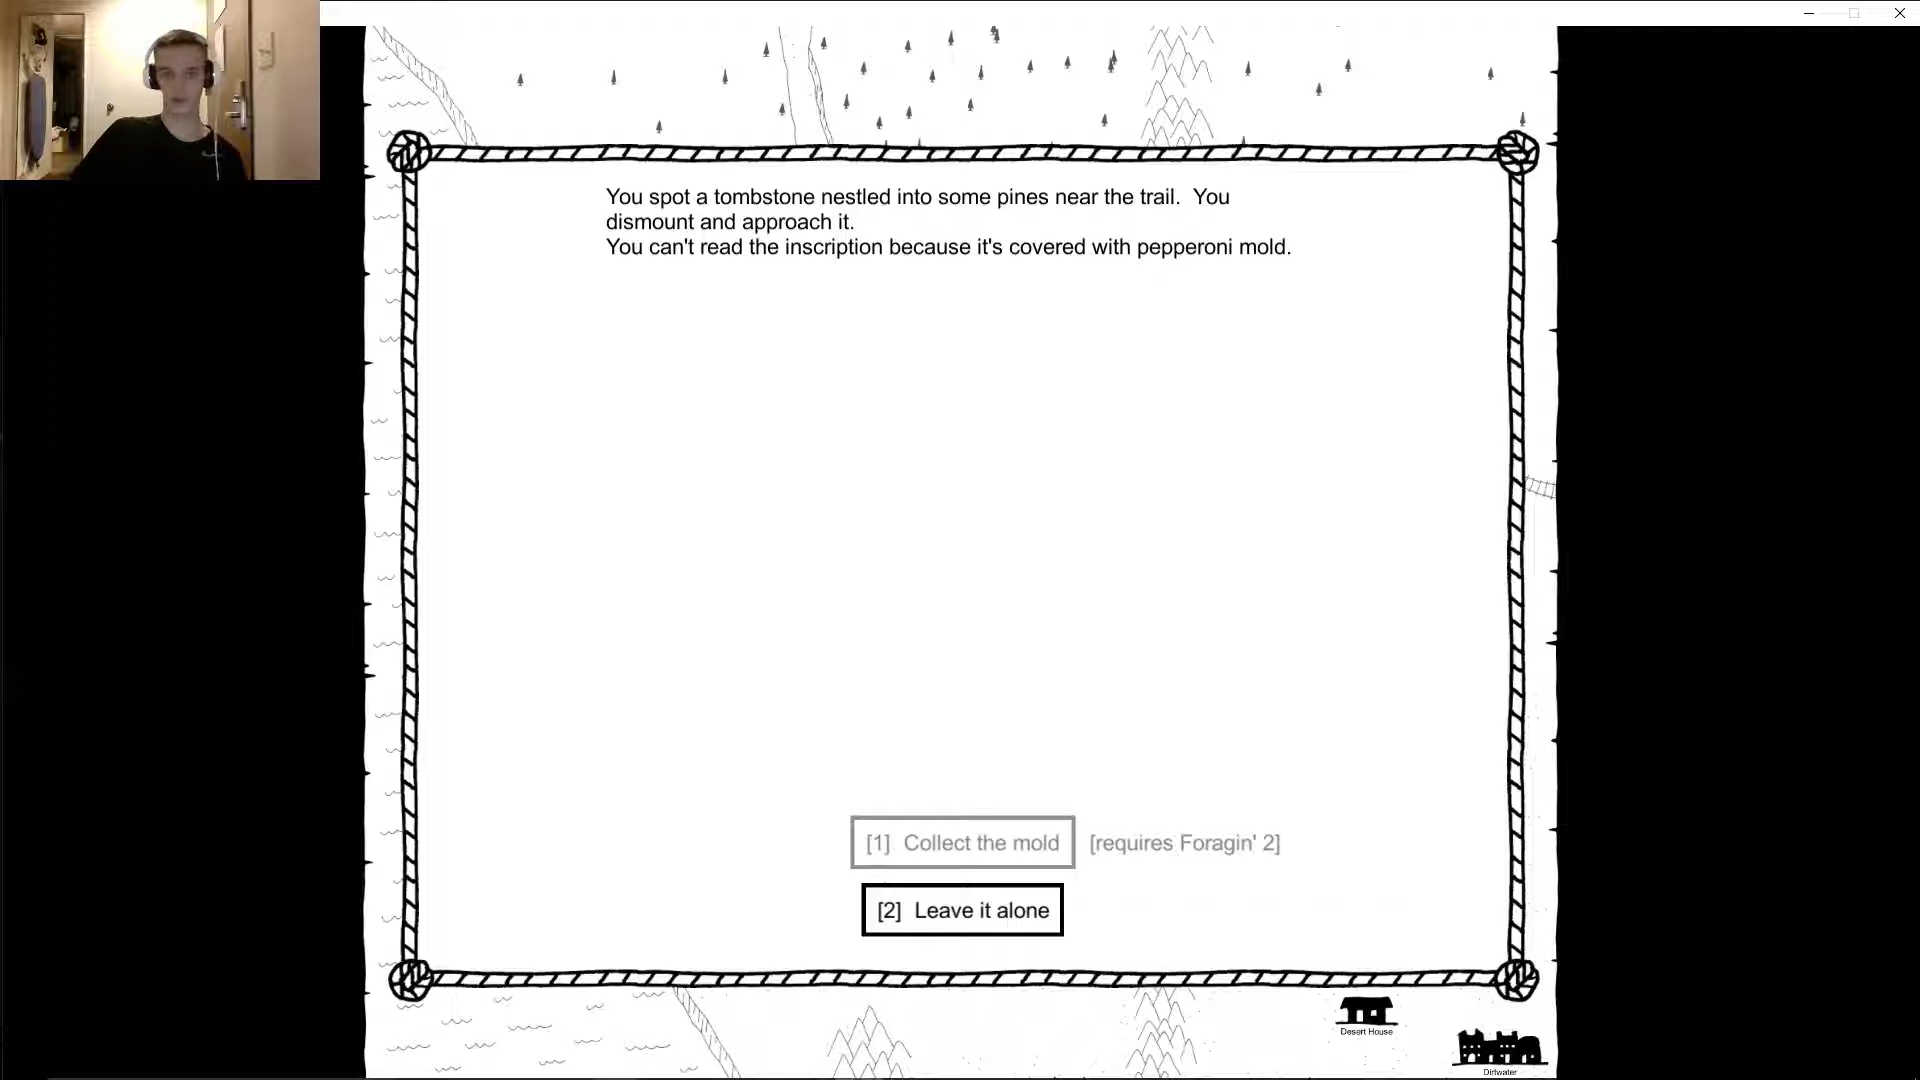 You spot a tombstone nestled into some pines near the trail.  You
dismount and approach it.
You can't read the inscription because it's covered with pepperoni mold.
[1]  Collect the mold  [requires Foragin' 2]
[2]  Leave it alone
Desert House
Dirtwater